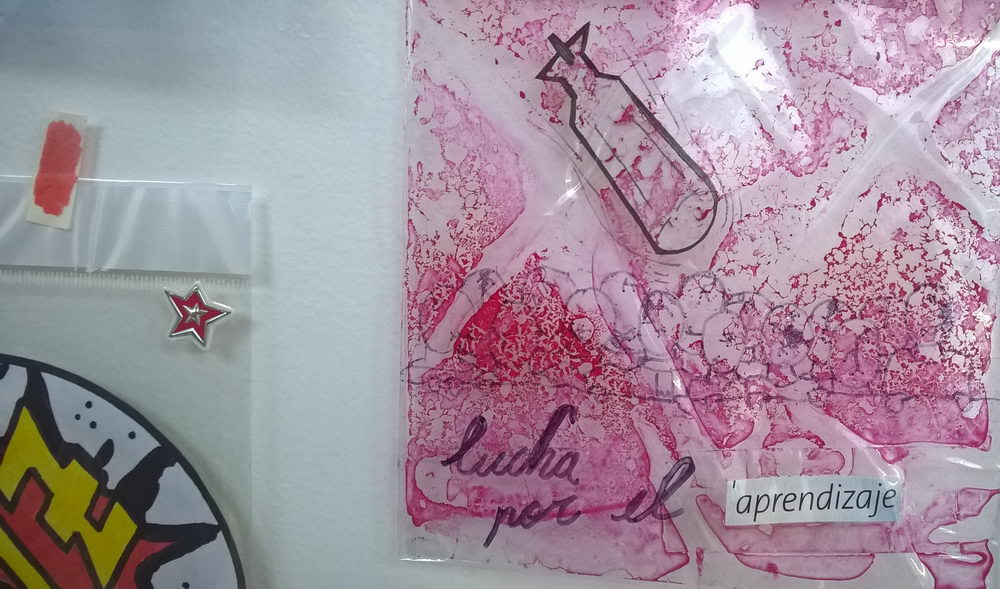 lucha
por el
'aprendizaje